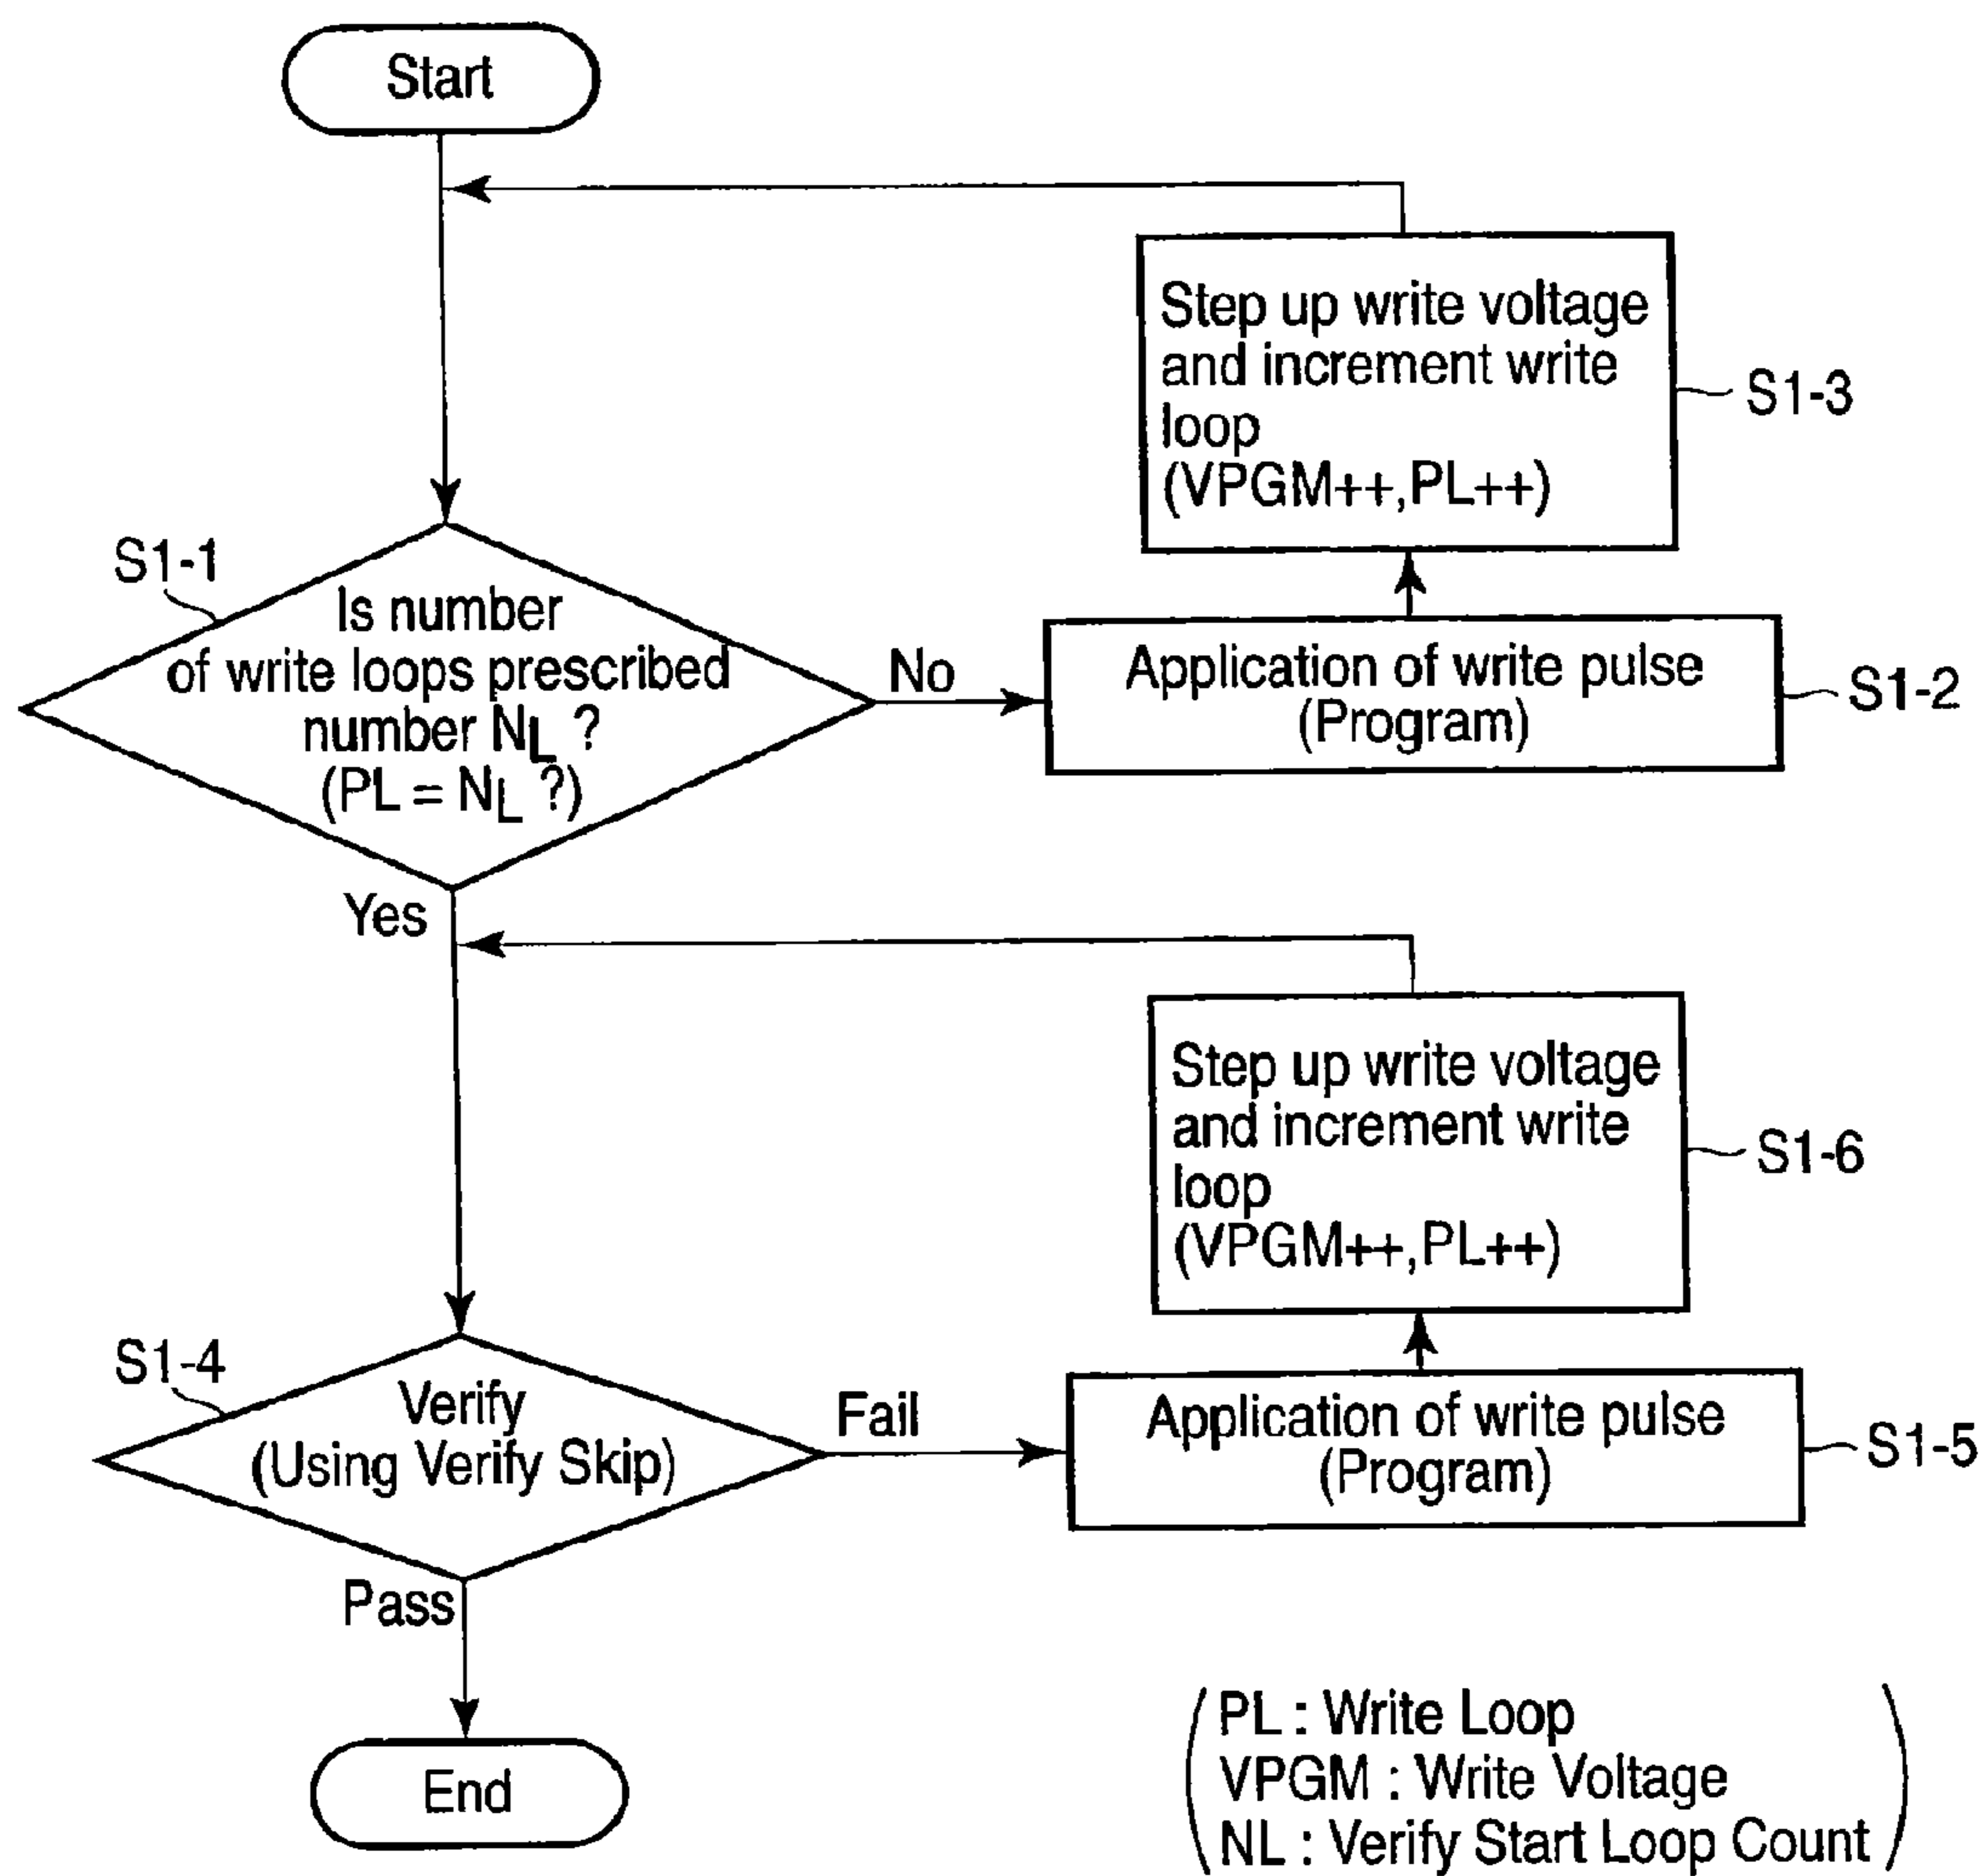 Start
Step up write voltage
and increment write
loop
(VPGM++,PL++)
S1-3
S1-1
Is number
of write loops prescribed
number NL ?
(PL = NL ?)
No
Application of write pulse
(Program)
S1-2
Yes
Step up write voltage
and increment write
loop
(VPGM++,PL++)
S1-6
S1-4
Verify
(Using Verify Skip)
Fail
Application of write pulse
(Program)
S1-5
Pass
End
PL : Write Loop
VPGM : Write Voltage
NL : Verify Start Loop Count